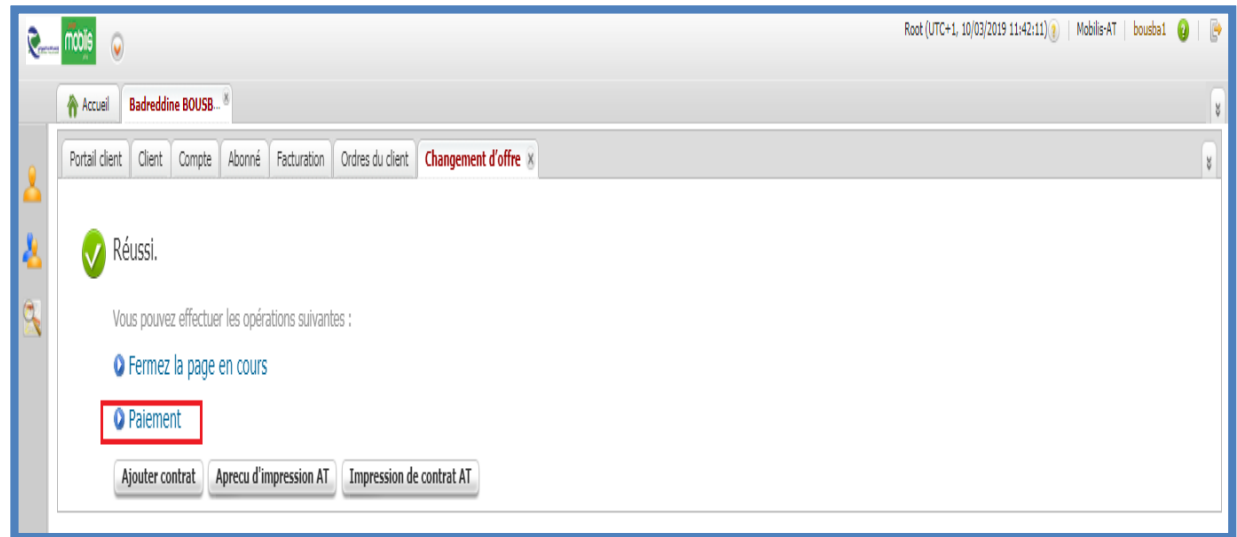 mobilis
Root (UTC+1, 10/03/2019 11:42:11) Mobilis-AT bousba1
Accueil Badreddine BOUSB...
Portail client Client Compte Abonné Facturation Ordres du client Changement d'offre
Réussi.
Vous pouvez effectuer les opérations suivantes :
Fermez la page en cours
Paiement
Ajouter contrat Aprecu d'impression AT Impression de contrat AT